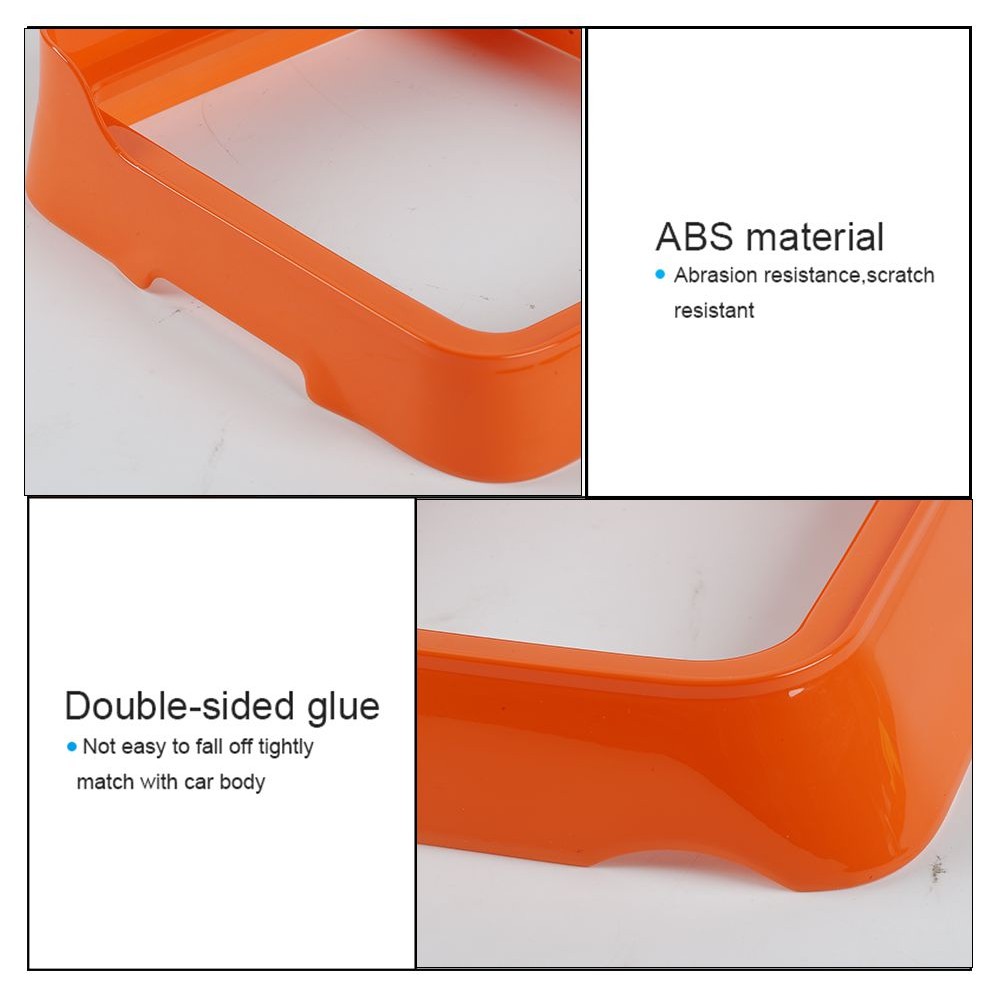 ABS material
Abrasion resistance,scratch
resistant
Double-sided glue
Not easy to fall off tightly
match with car body